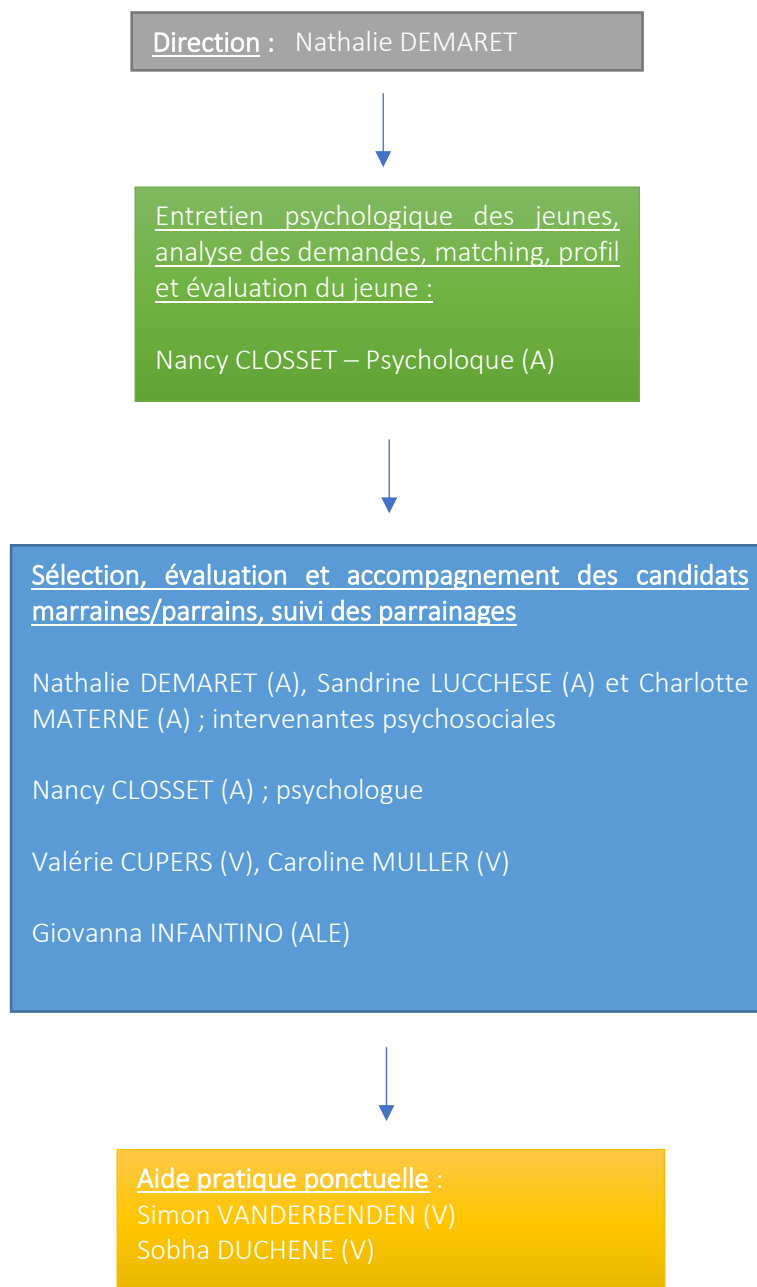 Direction : Nathalie DEMARET
Entretien psychologique des jeunes,
analyse des demandes, matching, profil
et évaluation du jeune :
Nancy CLOSSET – Psycholoque (A)
Sélection, évaluation et accompagnement des candidats
marraines/parrains, suivi des parrainages
Nathalie DEMARET (A), Sandrine LUCCHESE (A) et Charlotte
MATERNE (A) ; intervenantes psychosociales
Nancy CLOSSET (A) ; psychologue
Valérie CUPERS (V), Caroline MULLER (V)
Giovanna INFANTINO (ALE)
Aide pratique ponctuelle :
Simon VANDERBENDEN (V)
Sobha DUCHENE (V)